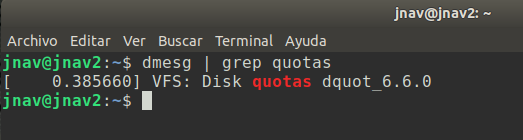 jnav@jnav2: ~
Archivo Editar Ver Buscar Terminal Ayuda
jnav@jnav2:~$ dmesg | grep quotas
[    0.385660] VFS: Disk quotas dquot_6.6.0
jnav@jnav2:~$